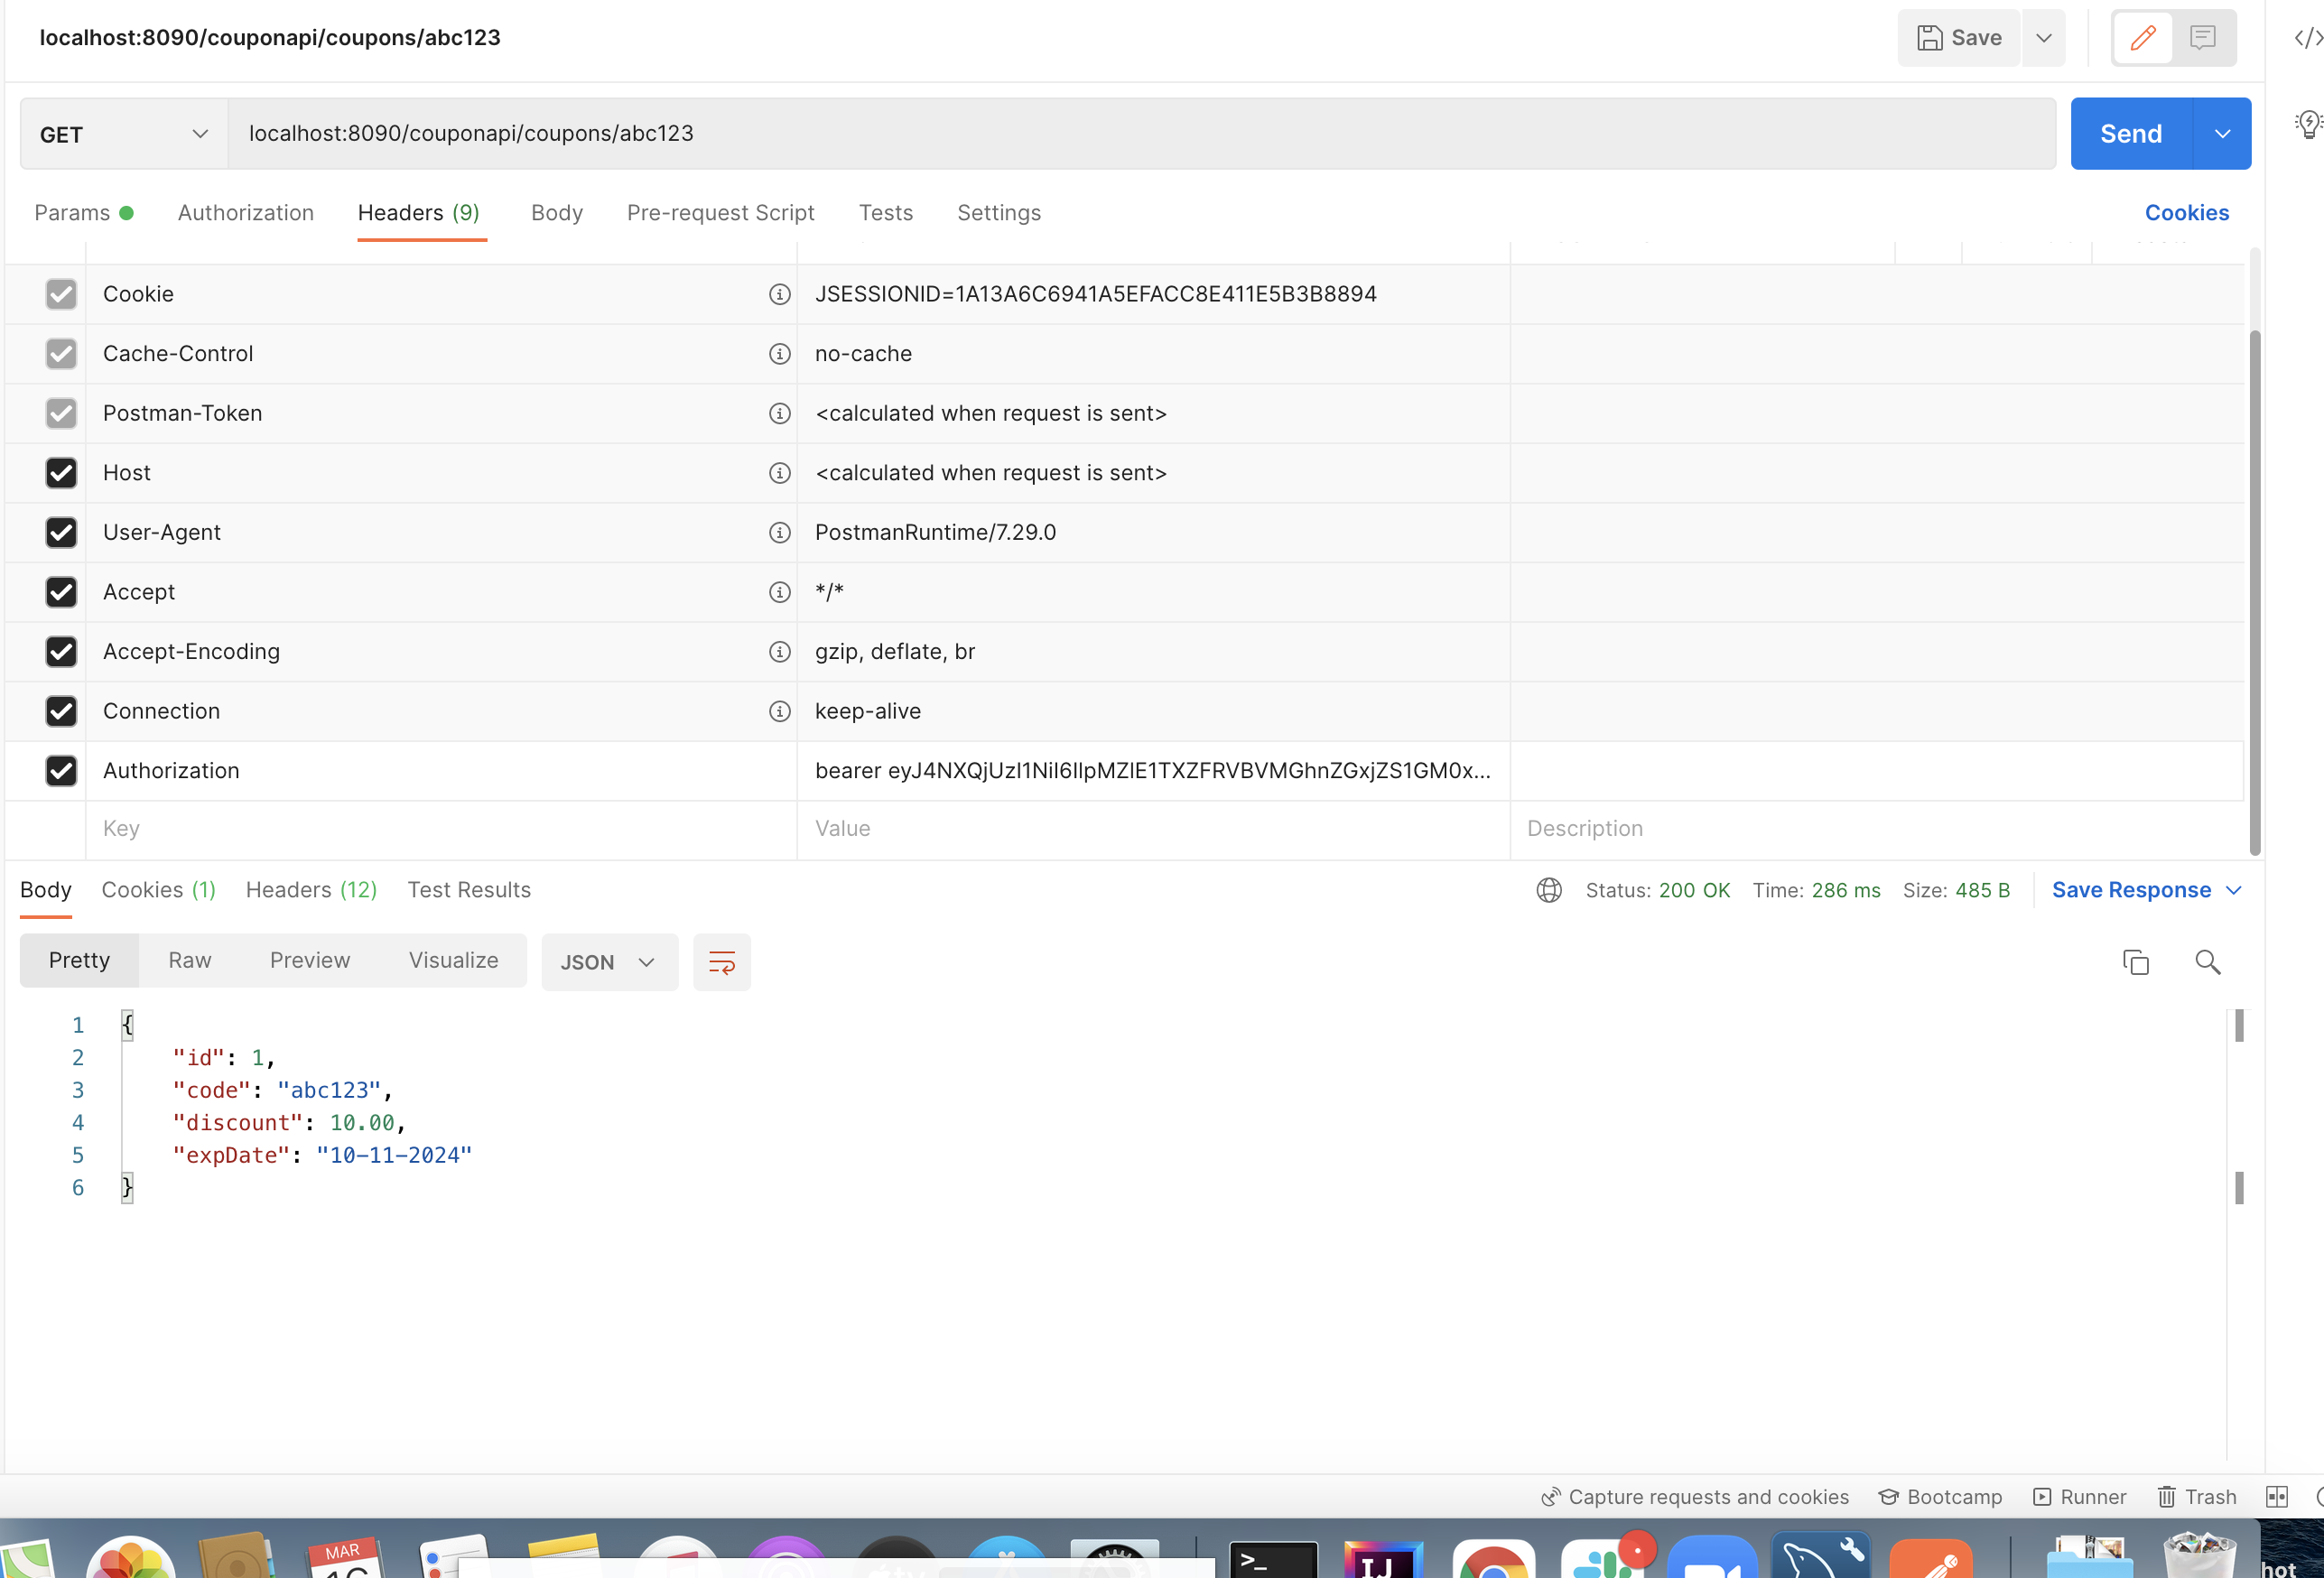 localhost:8090/couponapi/coupons/abc123 Save
GET localhost:8090/couponapi/coupons/abc123 Send
Params Authorization Headers (9) Body Pre-request Script Tests Settings Cookies
Cookie JSESSIONID=1A13A6C6941A5EFACC8E411E5B3B8894
Cache-Control no-cache
Postman-Token <calculated when request is sent>
Host <calculated when request is sent>
User-Agent PostmanRuntime/7.29.0
Accept */*
Accept-Encoding gzip, deflate, br
Connection keep-alive
Authorization bearer eyJ4NXQjUzI1NiI6IlpMZlE1TXZFRVBVMGhnZGxjZS1GM0x...
Key Value Description
Body Cookies (1) Headers (12) Test Results Status: 200 OK Time: 286 ms Size: 485 B Save Response
Pretty Raw Preview Visualize JSON
1 {
2 "id": 1,
3 "code": "abc123",
4 "discount": 10.00,
5 "expDate": "10-11-2024"
6 }
Capture requests and cookies Bootcamp Runner Trash
MAR
>_
IJ
hot